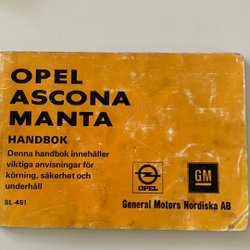 OPEL
ASCONA
MANTA
HANDBOK
Denna handbok innehåller
viktiga anvisningar för
körning, säkerhet och
underhåll
SL-451
OPEL
GM
General Motors Nordiska AB